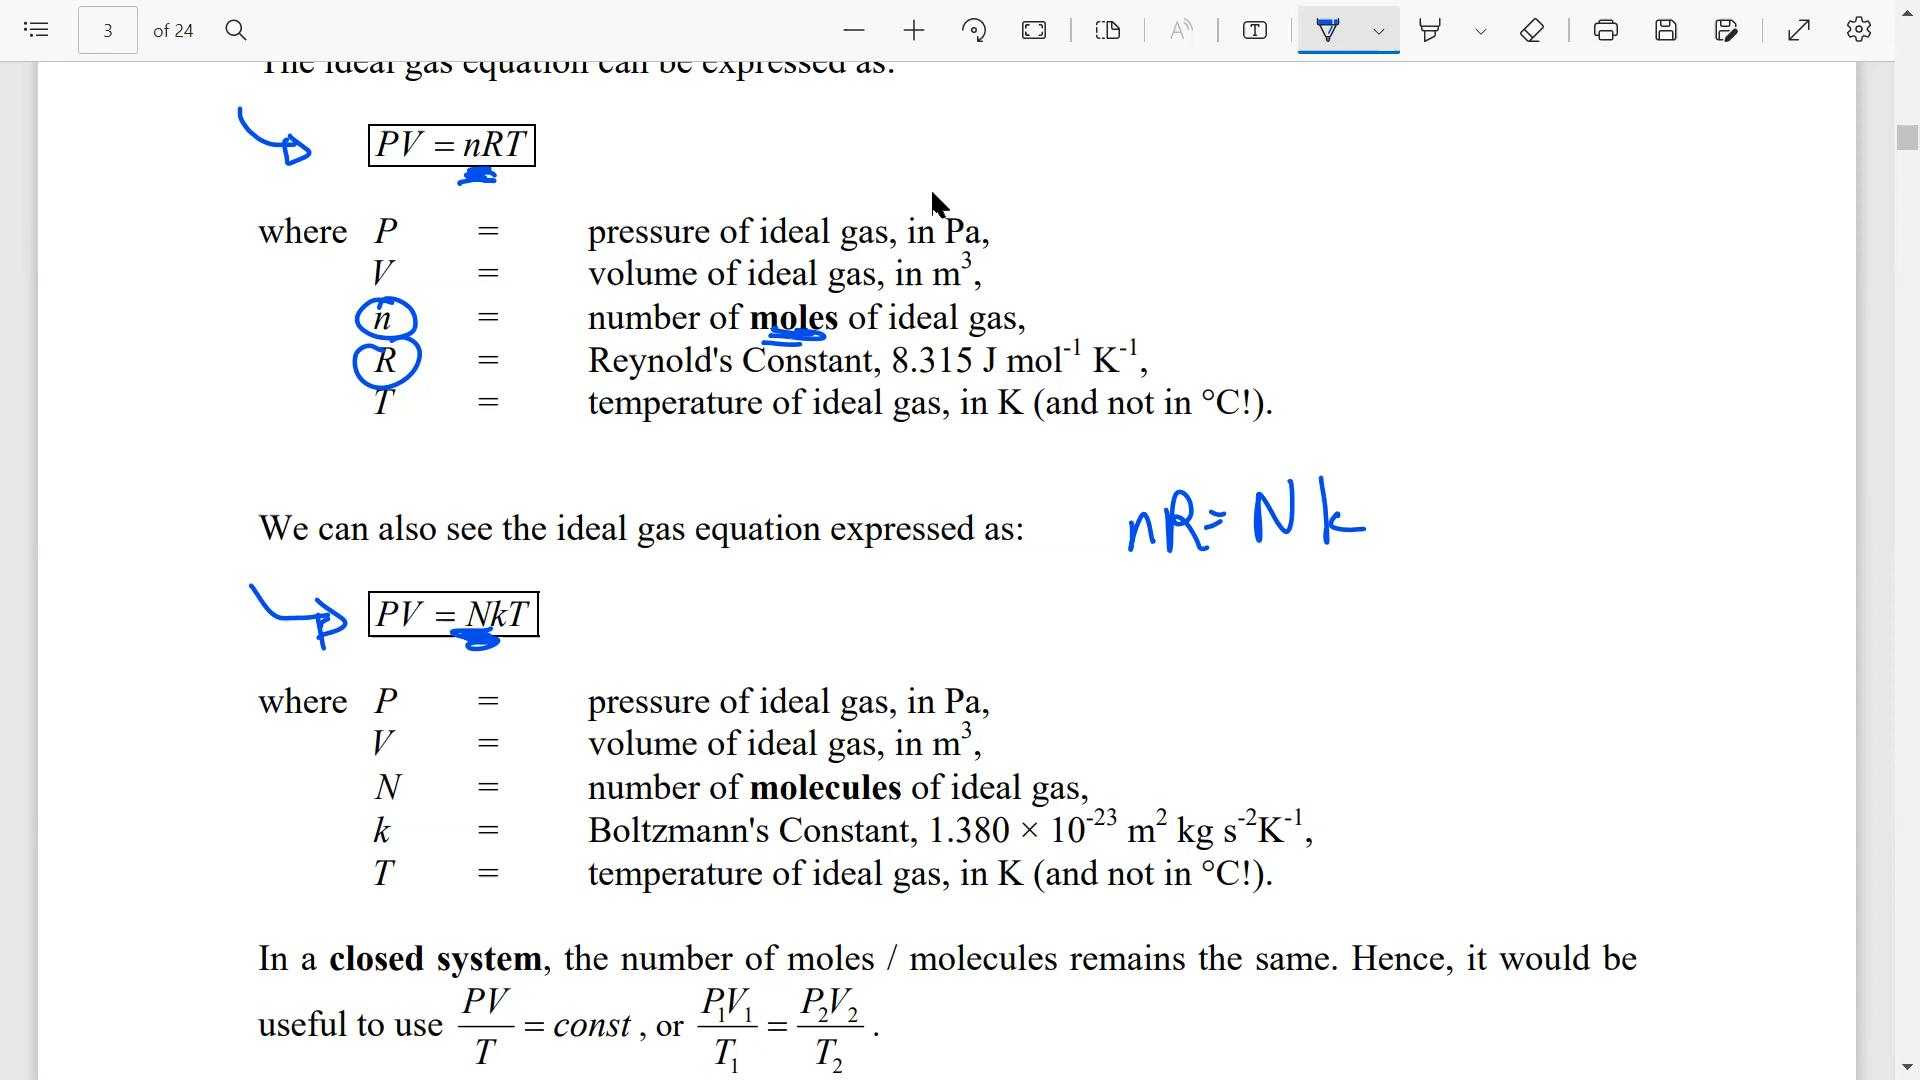 3 of 24
The ideal gas equation can be expressed as:
PV = nRT
where P = pressure of ideal gas, in Pa,
V = volume of ideal gas, in m³,
n = number of moles of ideal gas,
R = Reynold's Constant, 8.315 J mol⁻¹ K⁻¹,
T = temperature of ideal gas, in K (and not in °C!).
nR = Nk
We can also see the ideal gas equation expressed as:
PV = NkT
where P = pressure of ideal gas, in Pa,
V = volume of ideal gas, in m³,
N = number of molecules of ideal gas,
k = Boltzmann's Constant, 1.380 × 10⁻²³ m² kg s⁻²K⁻¹,
T = temperature of ideal gas, in K (and not in °C!).
In a closed system, the number of moles / molecules remains the same. Hence, it would be
useful to use PV/T = const, or P₁V₁/T₁ = P₂V₂/T₂.